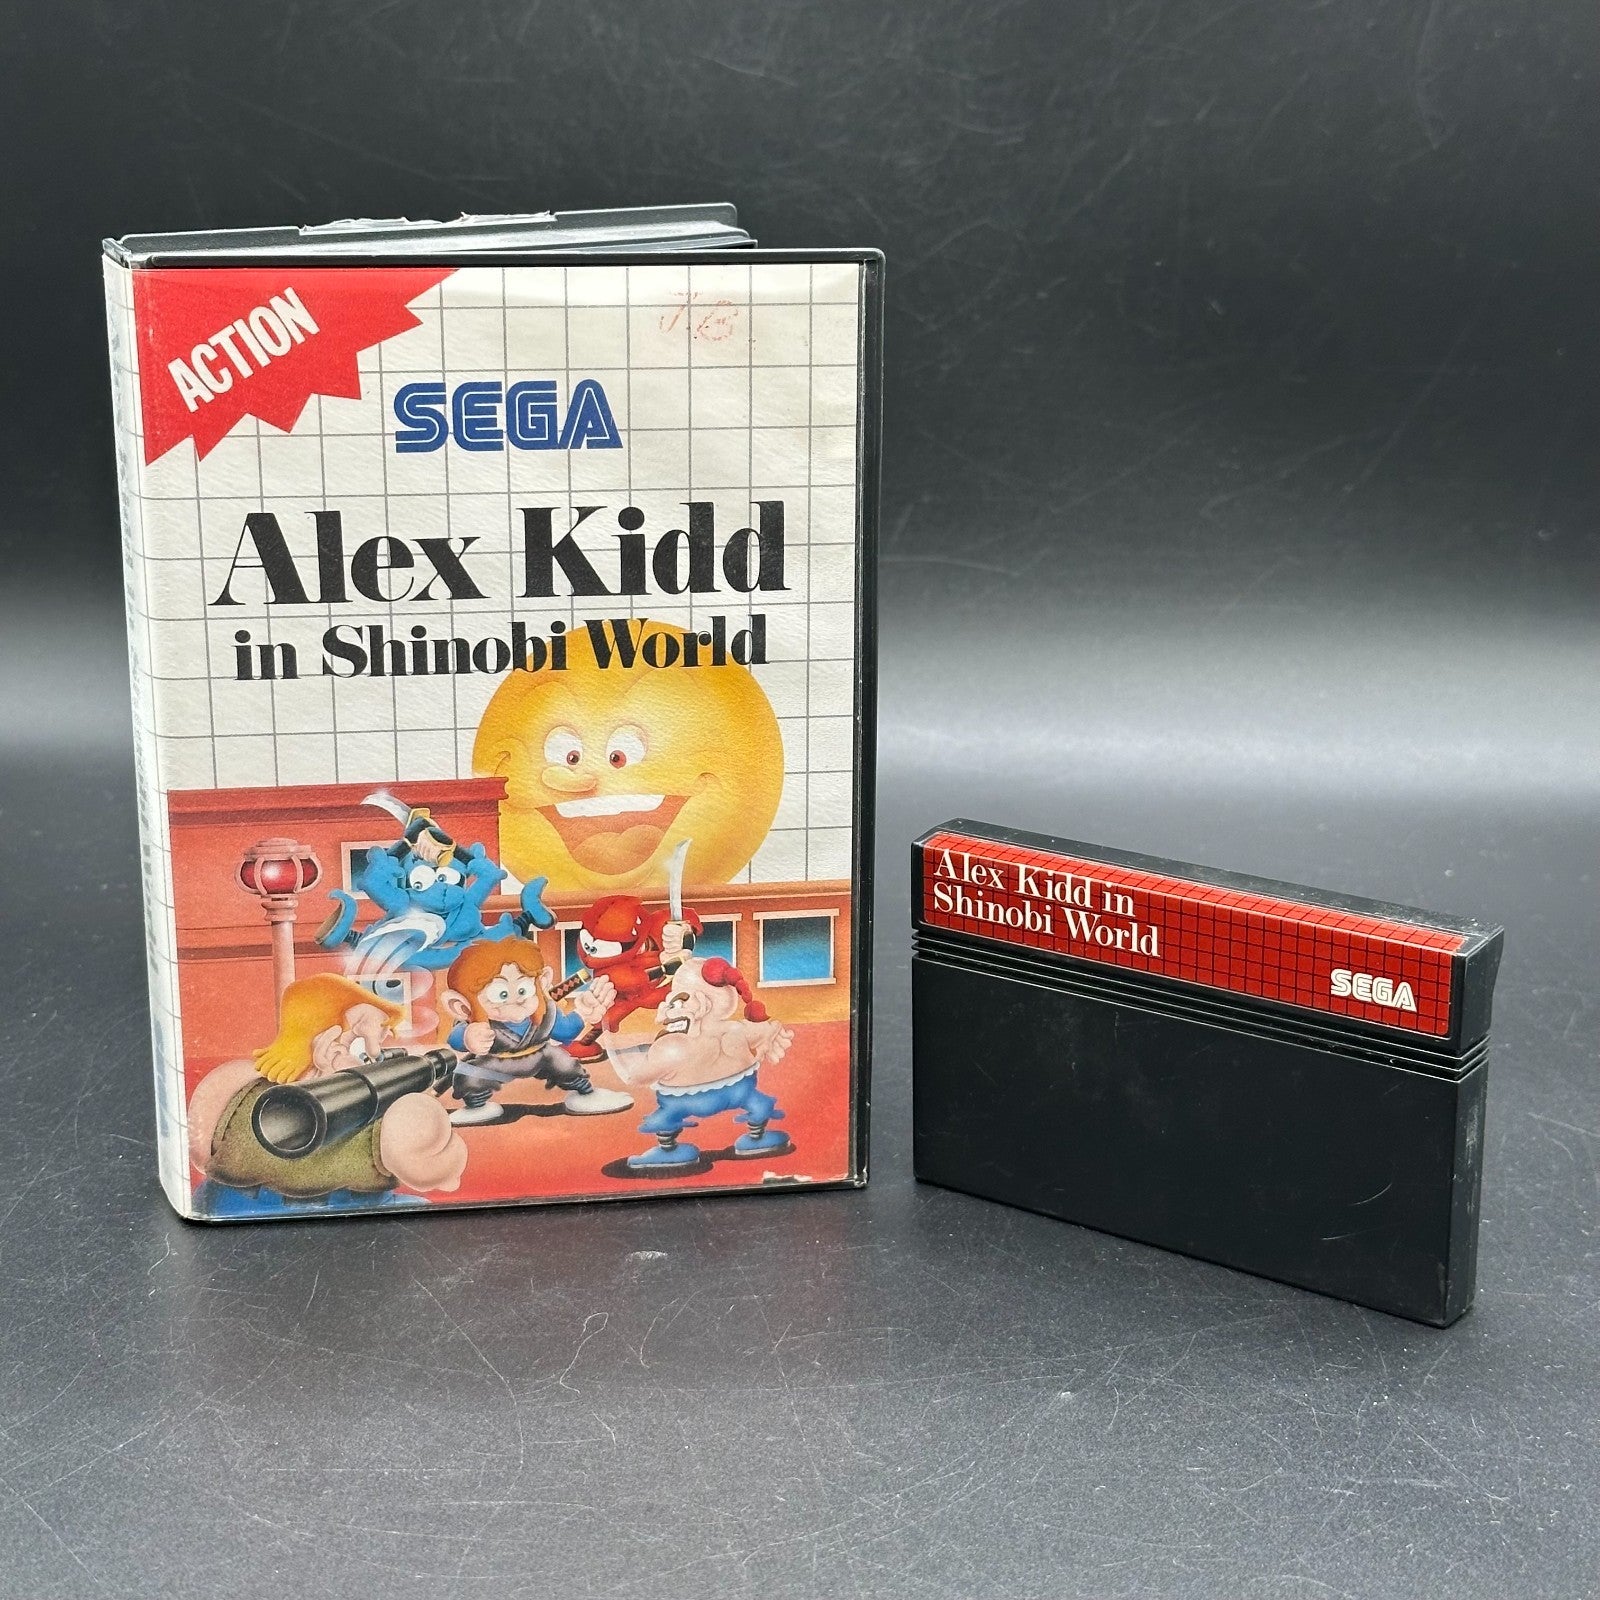 ACTION
SEGA
Alex Kidd
in Shinobi World
Alex Kidd in
Shinobi World
SEGA